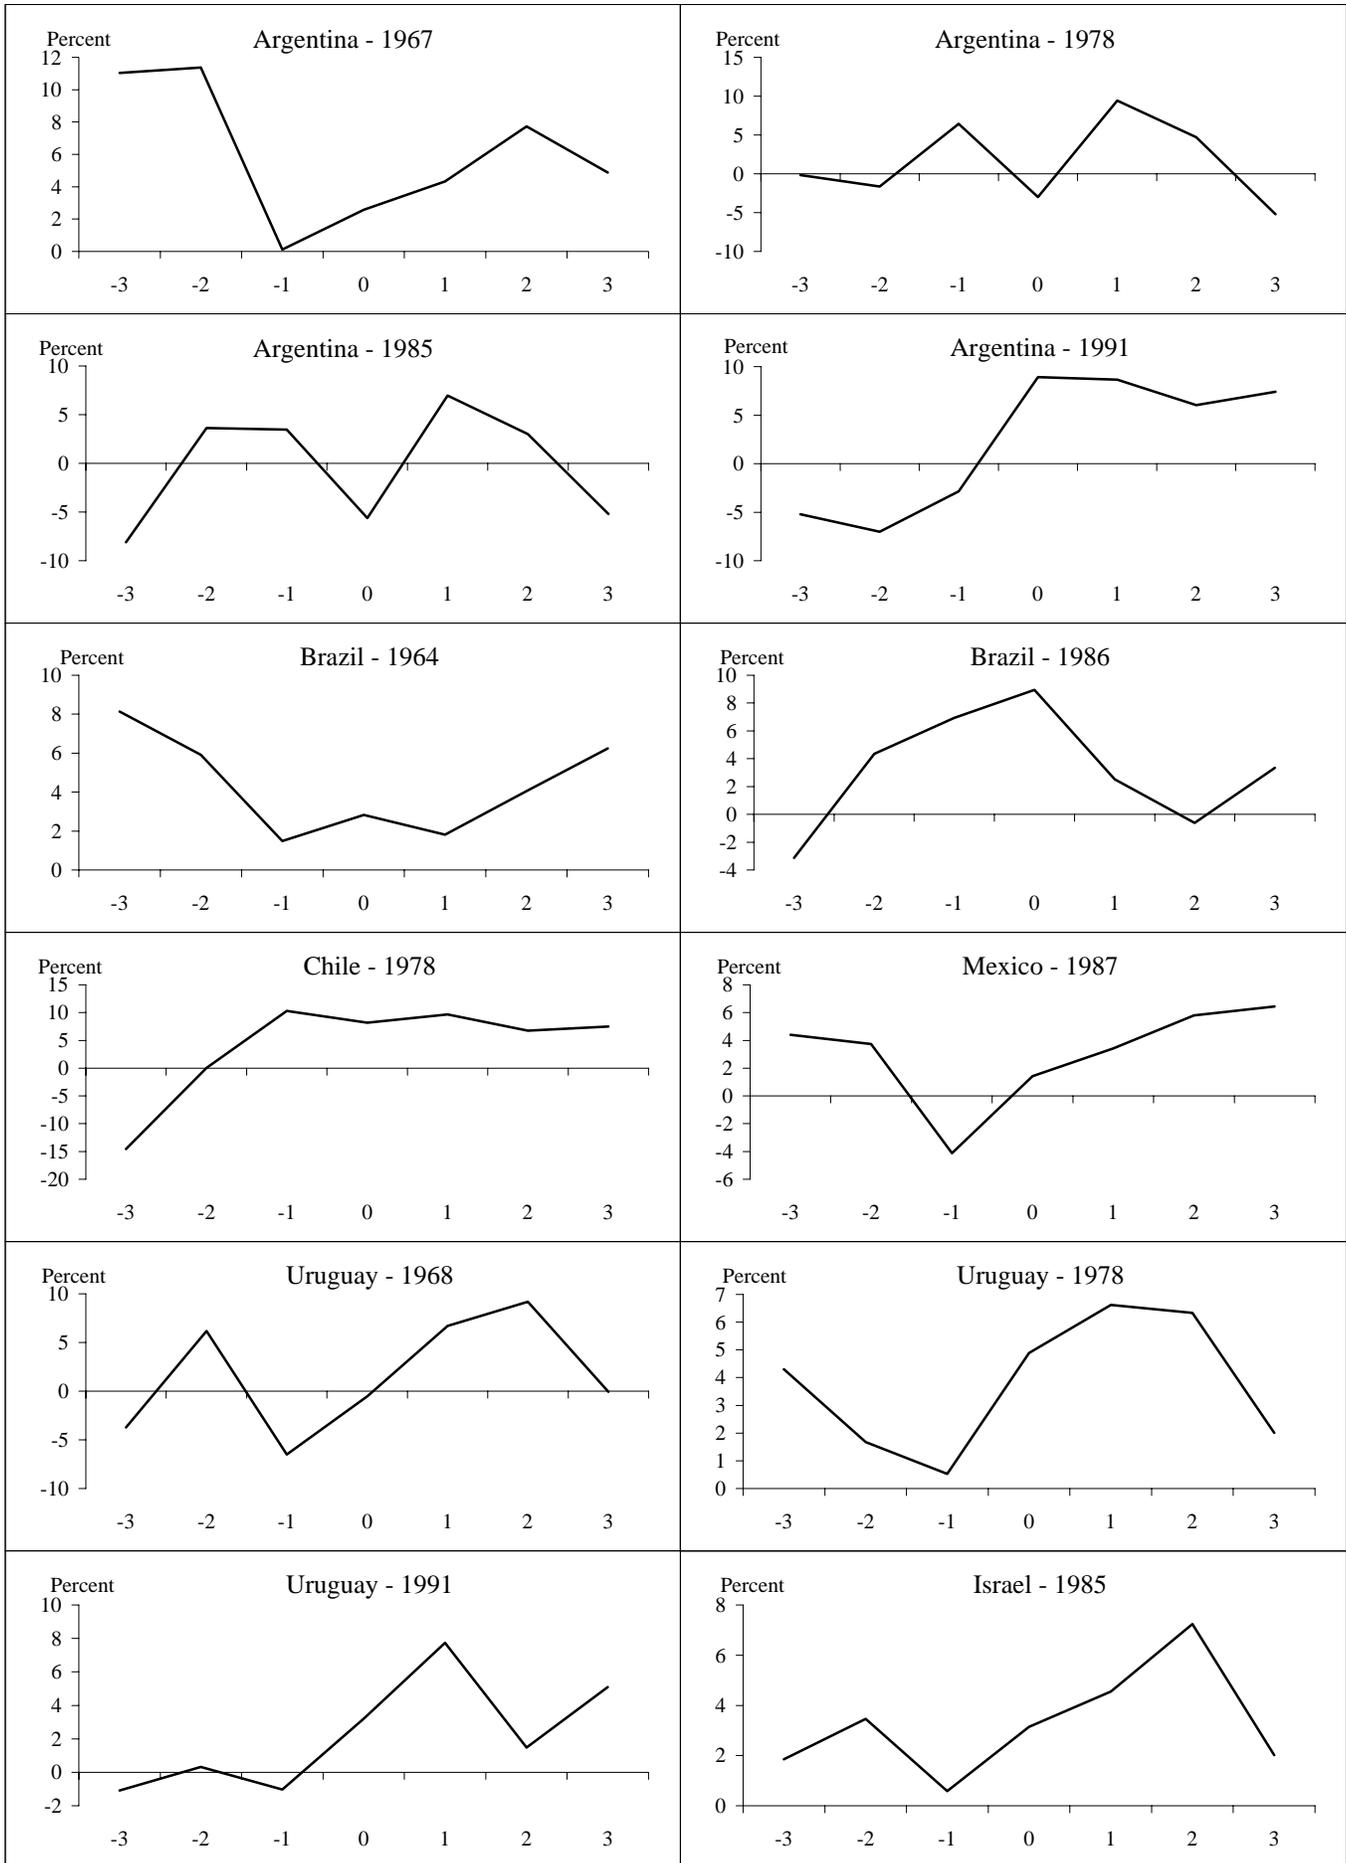 Percent
Argentina - 1967
12
10
8
6
4
2
0
-3 -2 -1 0 1 2 3
Percent
Argentina - 1978
15
10
5
0
-5
-10
-3 -2 -1 0 1 2 3
Percent
Argentina - 1985
10
5
0
-5
-10
-3 -2 -1 0 1 2 3
Percent
Argentina - 1991
10
5
0
-5
-10
-3 -2 -1 0 1 2 3
Percent
Brazil - 1964
10
8
6
4
2
0
-3 -2 -1 0 1 2 3
Percent
Brazil - 1986
10
8
6
4
2
0
-2
-4
-3 -2 -1 0 1 2 3
Percent
Chile - 1978
15
10
5
0
-5
-10
-15
-20
-3 -2 -1 0 1 2 3
Percent
Mexico - 1987
8
6
4
2
0
-2
-4
-6
-3 -2 -1 0 1 2 3
Percent
Uruguay - 1968
10
5
0
-5
-10
-3 -2 -1 0 1 2 3
Percent
Uruguay - 1978
7
6
5
4
3
2
1
0
-3 -2 -1 0 1 2 3
Percent
Uruguay - 1991
10
8
6
4
2
0
-2
-3 -2 -1 0 1 2 3
Percent
Israel - 1985
8
6
4
2
0
-3 -2 -1 0 1 2 3